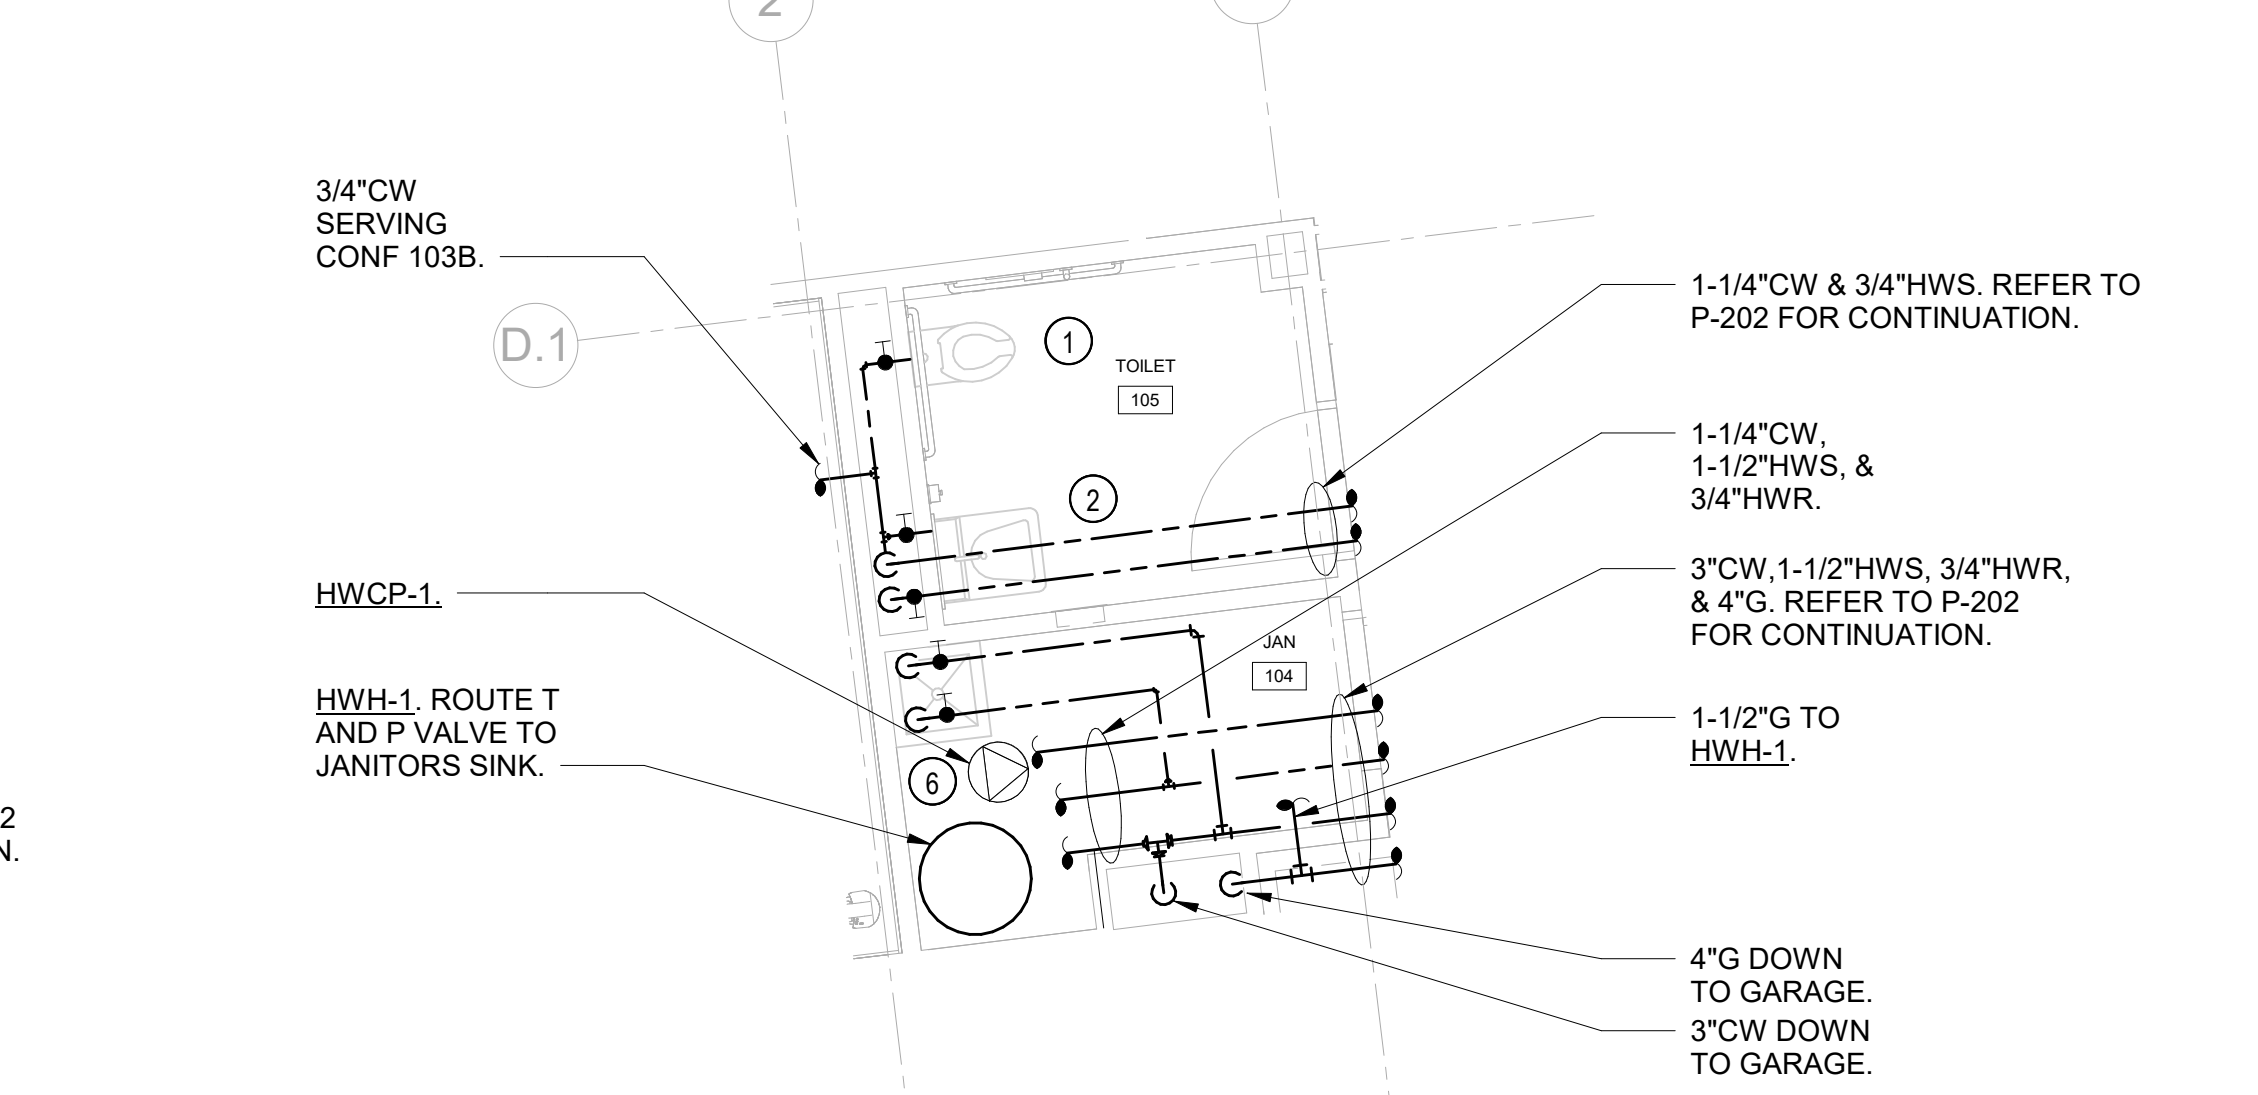 2
3/4"CW
SERVING
CONF 103B.
D.1
1
TOILET
105
2
1-1/4"CW & 3/4"HWS. REFER TO
P-202 FOR CONTINUATION.
1-1/4"CW,
1-1/2"HWS, &
3/4"HWR.
HWCP-1.
3"CW,1-1/2"HWS, 3/4"HWR,
& 4"G. REFER TO P-202
FOR CONTINUATION.
JAN
104
HWH-1. ROUTE T
AND P VALVE TO
JANITORS SINK.
6
1-1/2"G TO
HWH-1.
2
N.
4"G DOWN
TO GARAGE.
3"CW DOWN
TO GARAGE.